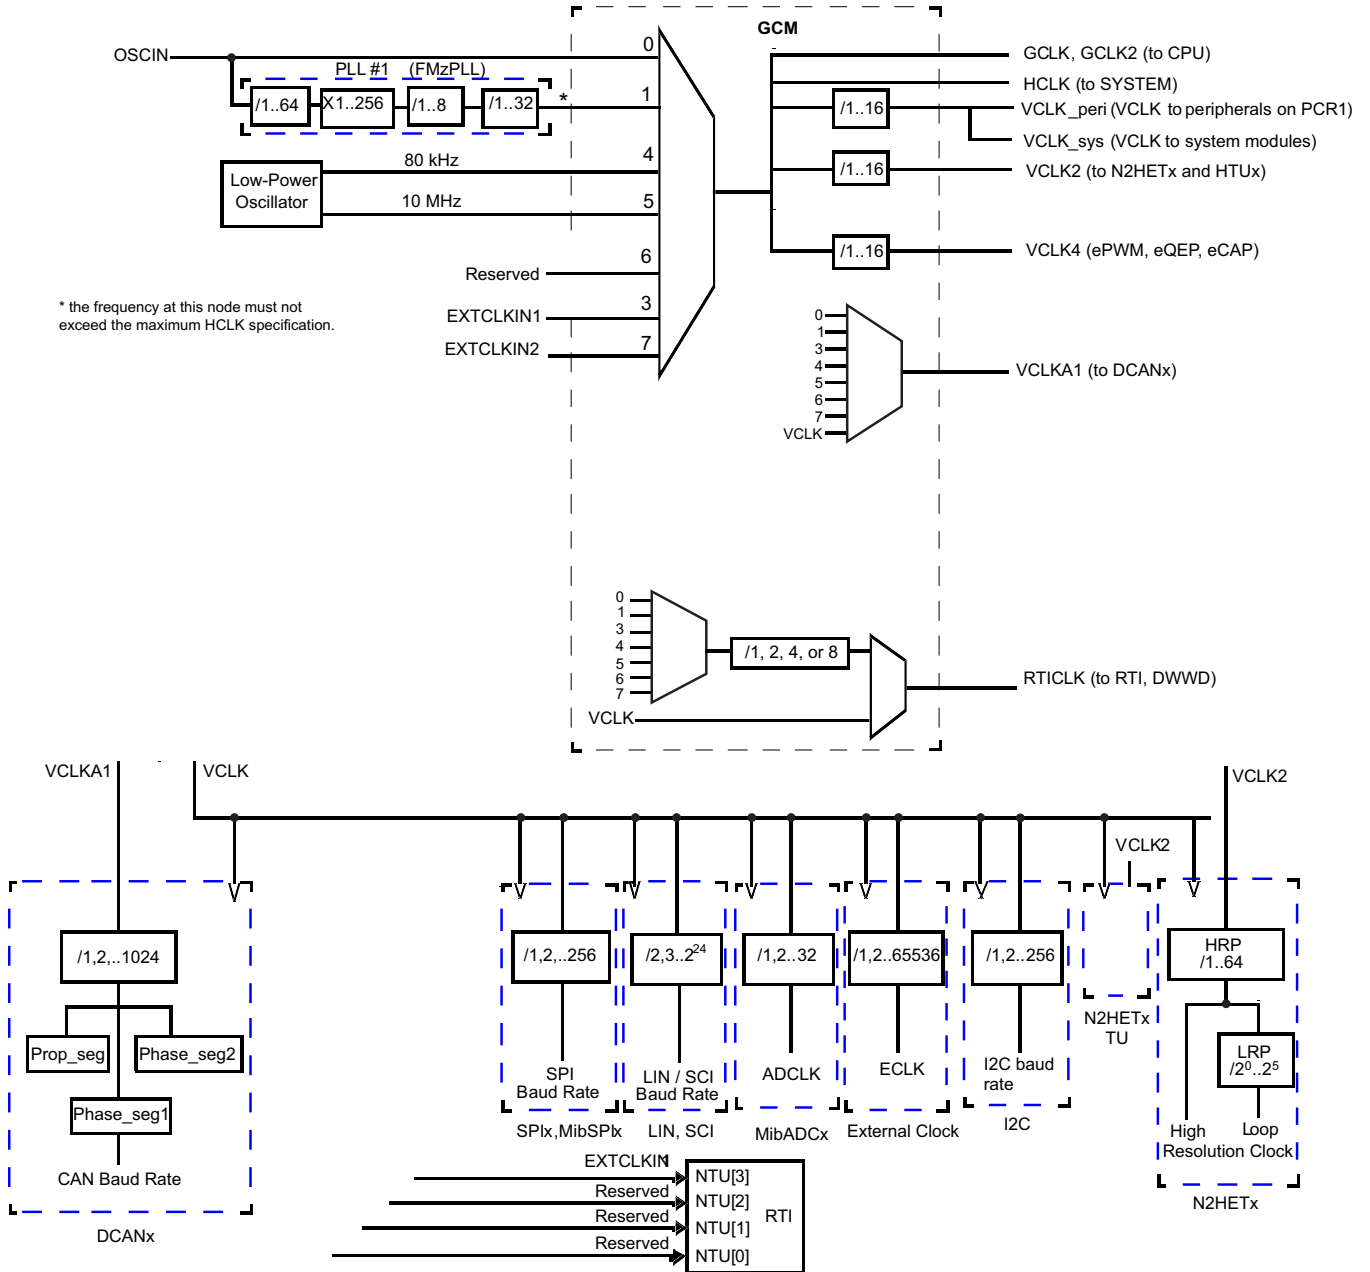 GCM
OSCIN
0
GCLK, GCLK2 (to CPU)
PLL #1 (FMzPLL)
HCLK (to SYSTEM)
/1..64
X1..256
/1..8
/1..32
*
1
/1..16
VCLK_peri (VCLK to peripherals on PCR1)
VCLK_sys (VCLK to system modules)
80 kHz
4
/1..16
VCLK2 (to N2HETx and HTUx)
Low-Power
Oscillator
10 MHz
5
/1..16
VCLK4 (ePWM, eQEP, eCAP)
6
Reserved
* the frequency at this node must not
exceed the maximum HCLK specification.
3
EXTCLKIN1
7
EXTCLKIN2
0
1
3
4
5
6
7
VCLK
VCLKA1 (to DCANx)
0
1
3
4
5
6
7
/1, 2, 4, or 8
RTICLK (to RTI, DWWD)
VCLK
VCLKA1
VCLK
VCLK2
VCLK2
/1,2,..1024
/1,2,..256
/2,3..2²⁴
/1,2..32
/1,2..65536
/1,2..256
HRP
/1..64
N2HETx
TU
Prop_seg
Phase_seg2
LRP
/2⁰..2⁵
Phase_seg1
SPI
Baud Rate
LIN / SCI
Baud Rate
ADCLK
ECLK
I2C baud
rate
High
Resolution Clock
Loop
SPIx,MibSPIx
LIN, SCI
MibADCx
External Clock
I2C
CAN Baud Rate
N2HETx
DCANx
EXTCLKIN1
NTU[3]
Reserved
NTU[2]
RTI
Reserved
NTU[1]
Reserved
NTU[0]